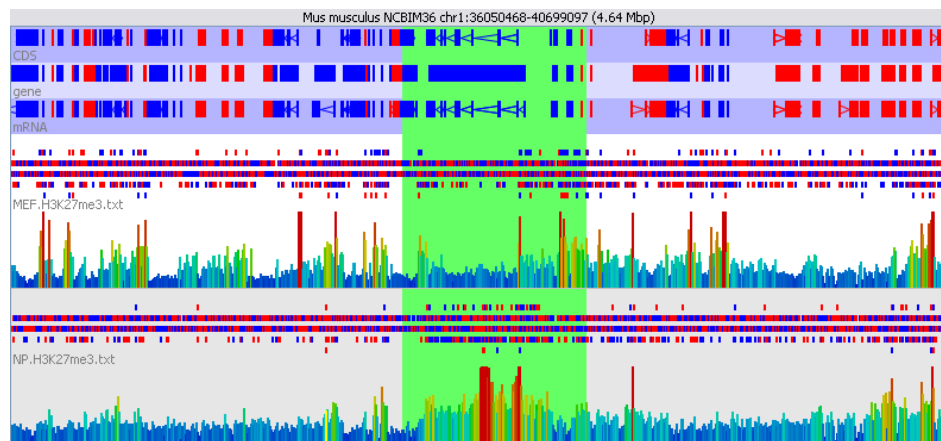 Mus musculus NCBIM36 chr1:36050468-40699097 (4.64 Mbp)
CDS
gene
mRNA
MEF.H3K27me3.txt
NP.H3K27me3.txt